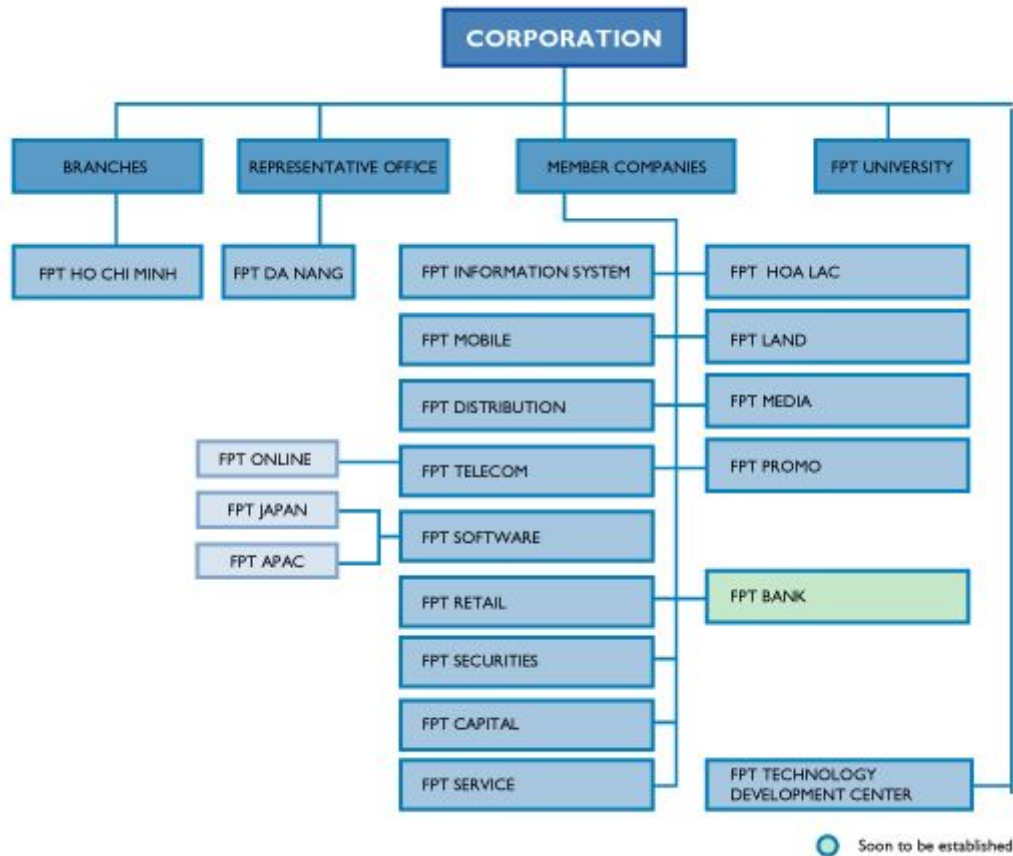 CORPORATION
BRANCHES
REPRESENTATIVE OFFICE
MEMBER COMPANIES
FPT UNIVERSITY
FPT HO CHI MINH
FPT DA NANG
FPT INFORMATION SYSTEM
FPT HOA LAC
FPT MOBILE
FPT LAND
FPT DISTRIBUTION
FPT MEDIA
FPT ONLINE
FPT TELECOM
FPT PROMO
FPT JAPAN
FPT SOFTWARE
FPT APAC
FPT RETAIL
FPT BANK
FPT SECURITIES
FPT CAPITAL
FPT SERVICE
FPT TECHNOLOGY
DEVELOPMENT CENTER
Soon to be established